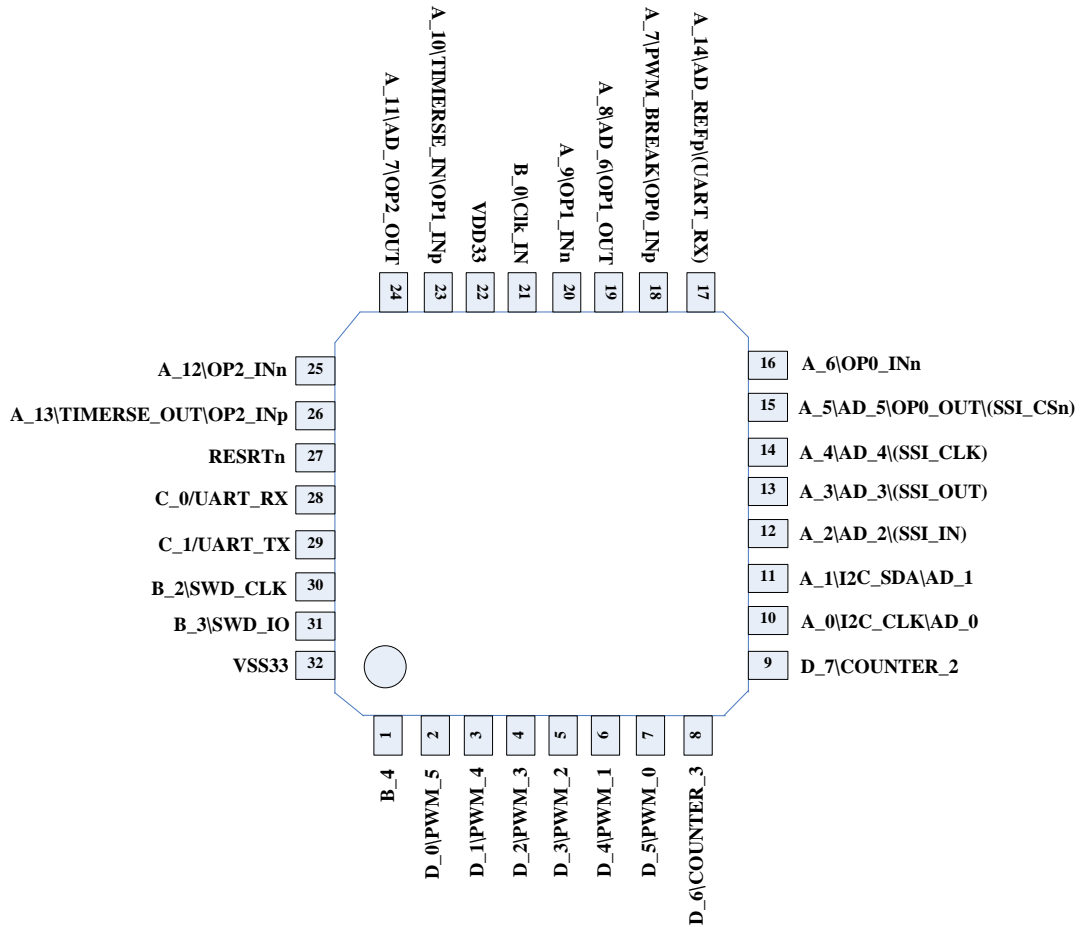 A_11\AD_7\OP2_OUT
A_10\TIMERSE_IN\OP1_INp
VDD33
B_0\Clk_IN
A_9\OP1_INn
A_8\AD_6\OP1_OUT
A_7\PWM_BREAK\OP0_INp
A_14\AD_REFp\(UART_RX)
24
23
22
21
20
19
18
17
A_12\OP2_INn 25
A_13\TIMERSE_OUT\OP2_INp 26
RESRTn 27
C_0/UART_RX 28
C_1/UART_TX 29
B_2\SWD_CLK 30
B_3\SWD_IO 31
VSS33 32
16 A_6\OP0_INn
15 A_5\AD_5\OP0_OUT\(SSI_CSn)
14 A_4\AD_4\(SSI_CLK)
13 A_3\AD_3\(SSI_OUT)
12 A_2\AD_2\(SSI_IN)
11 A_1\I2C_SDA\AD_1
10 A_0\I2C_CLK\AD_0
9 D_7\COUNTER_2
1
2
3
4
5
6
7
8
B_4
D_0\PWM_5
D_1\PWM_4
D_2\PWM_3
D_3\PWM_2
D_4\PWM_1
D_5\PWM_0
D_6\COUNTER_3